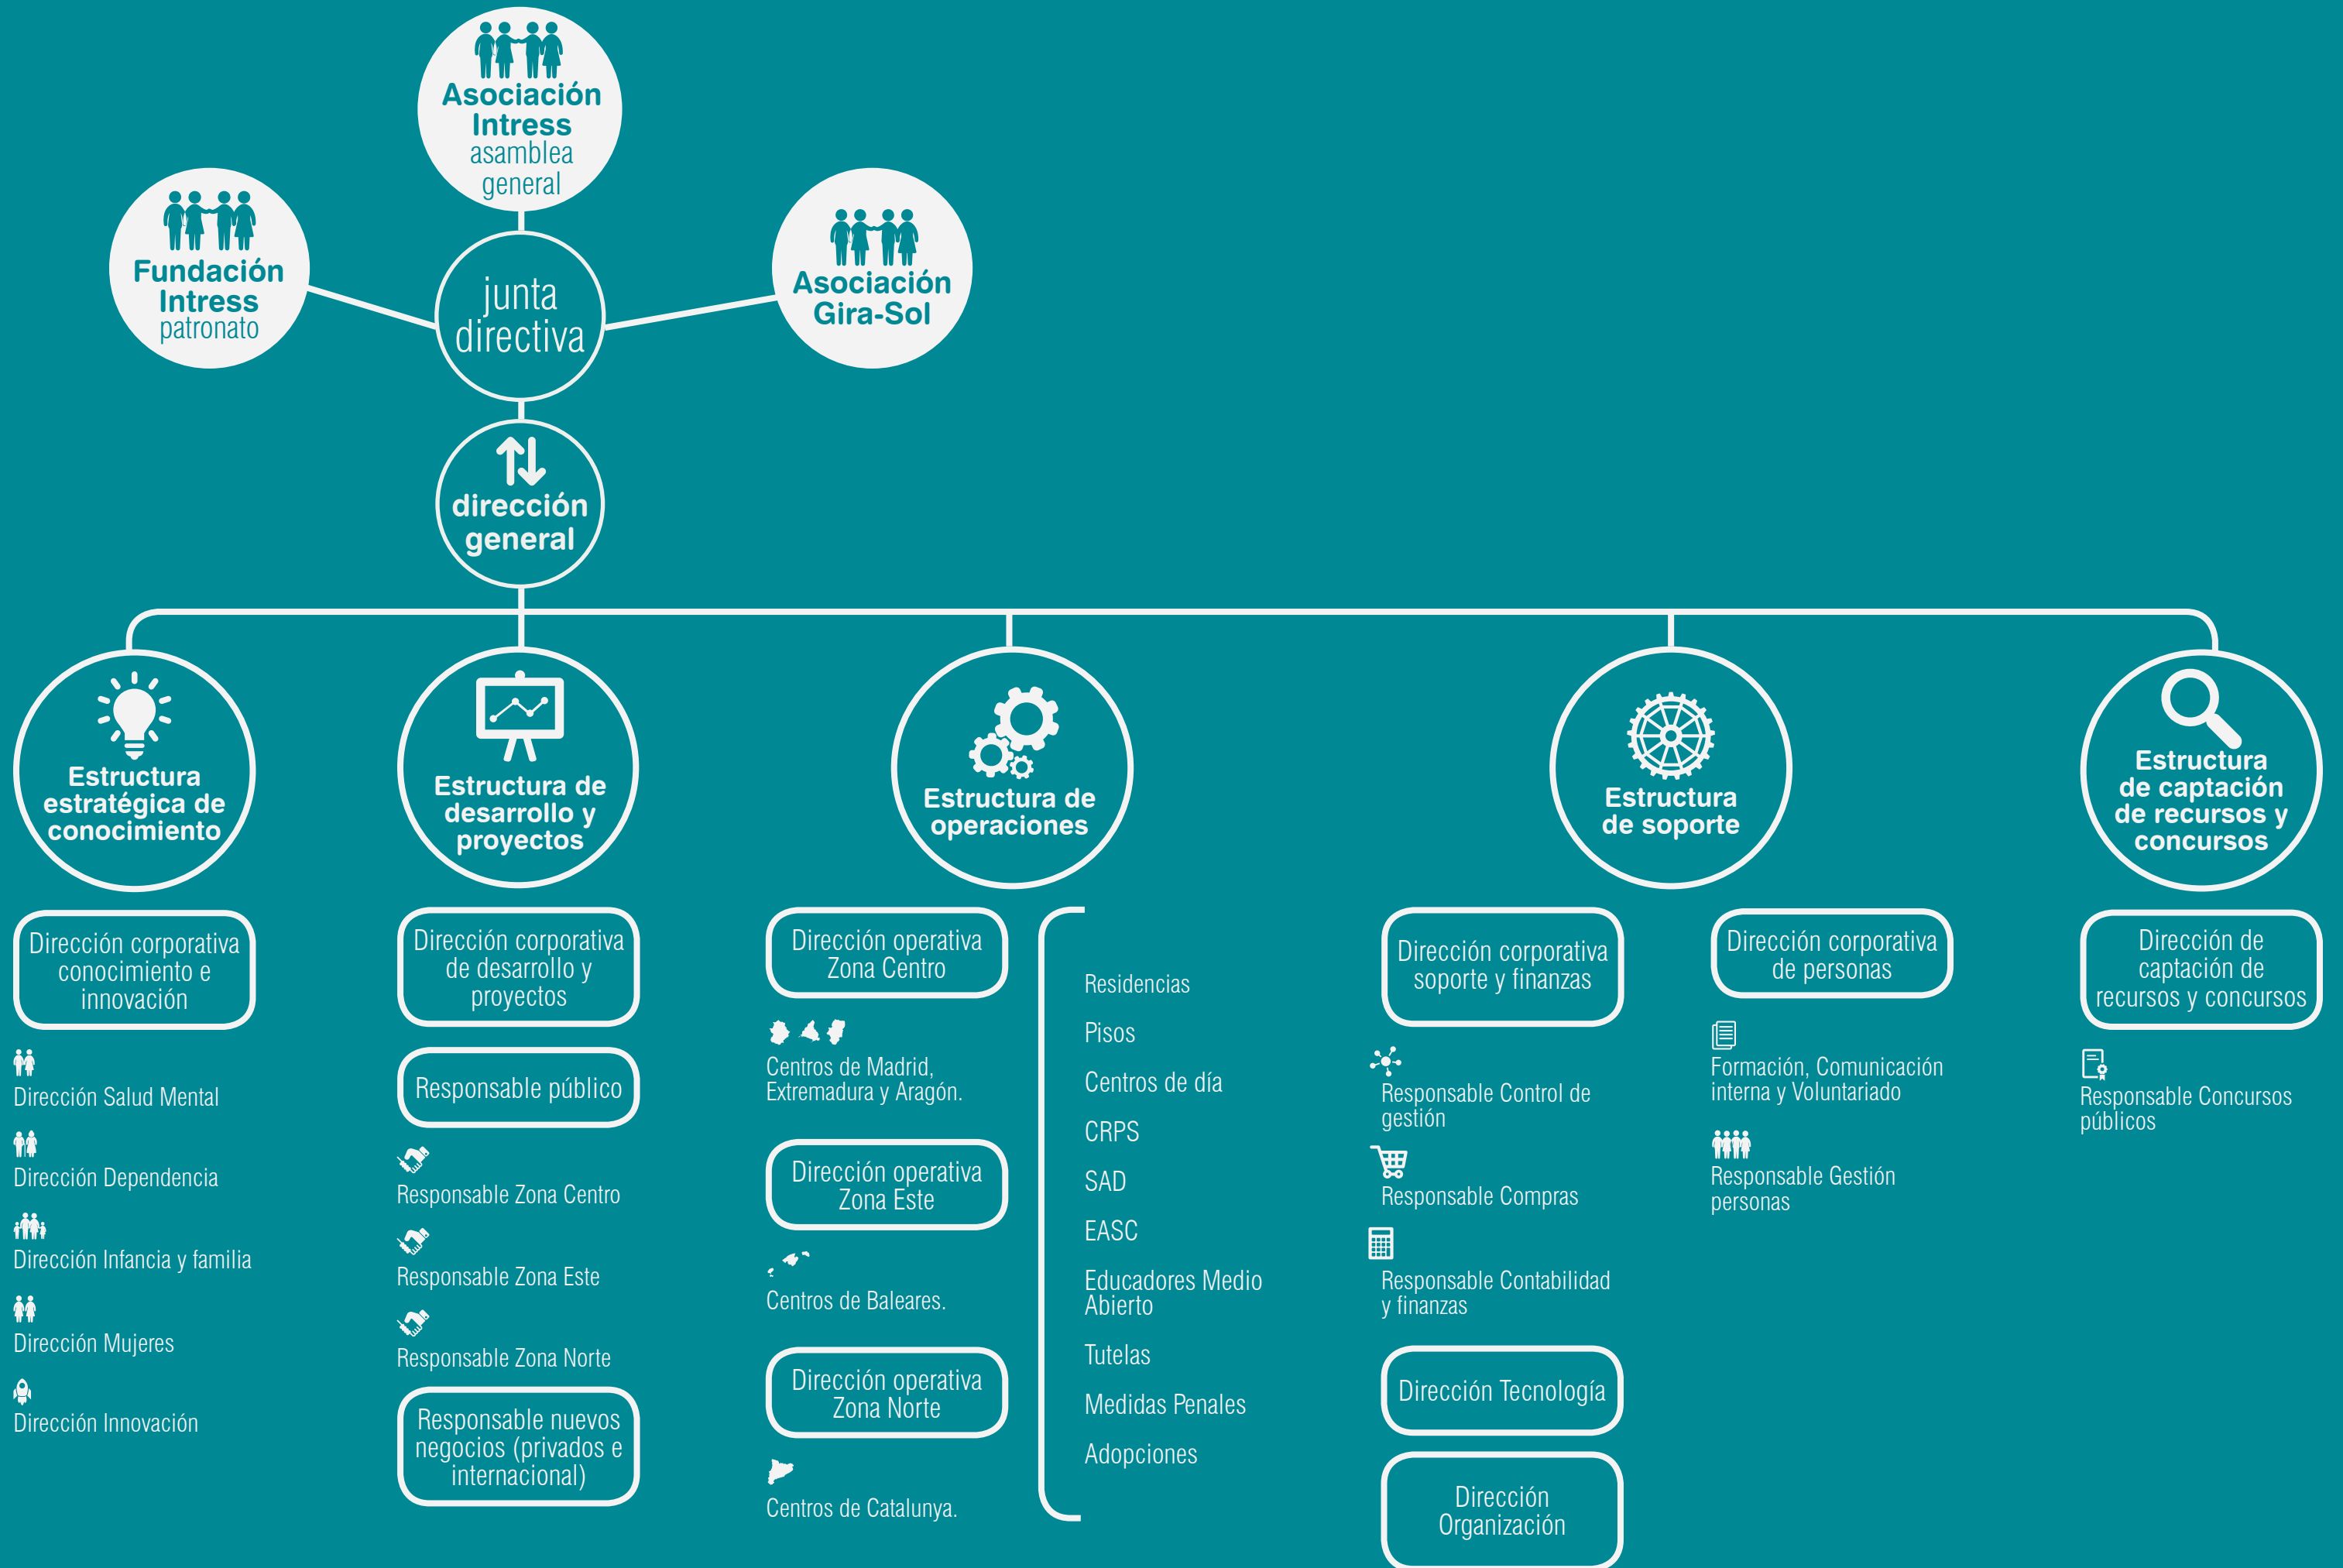 Asociación
Intress
asamblea
general
Fundación
Intress
patronato
junta
directiva
Asociación
Gira-Sol
dirección
general
Estructura
estratégica de
conocimiento
Dirección corporativa
conocimiento e
innovación
Dirección Salud Mental
Dirección Dependencia
Dirección Infancia y familia
Dirección Mujeres
Dirección Innovación
Estructura de
desarrollo y
proyectos
Dirección corporativa
de desarrollo y
proyectos
Responsable público
Responsable Zona Centro
Responsable Zona Este
Responsable Zona Norte
Responsable nuevos
negocios (privados e
internacional)
Estructura de
operaciones
Dirección operativa
Zona Centro
Centros de Madrid,
Extremadura y Aragón.
Dirección operativa
Zona Este
Centros de Baleares.
Dirección operativa
Zona Norte
Centros de Catalunya.
Residencias
Pisos
Centros de día
CRPS
SAD
EASC
Educadores Medio
Abierto
Tutelas
Medidas Penales
Adopciones
Estructura
de soporte
Dirección corporativa
soporte y finanzas
Responsable Control de
gestión
Responsable Compras
Responsable Contabilidad
y finanzas
Dirección Tecnología
Dirección
Organización
Dirección corporativa
de personas
Formación, Comunicación
interna y Voluntariado
Responsable Gestión
personas
Estructura
de captación
de recursos y
concursos
Dirección de
captación de
recursos y concursos
Responsable Concursos
públicos